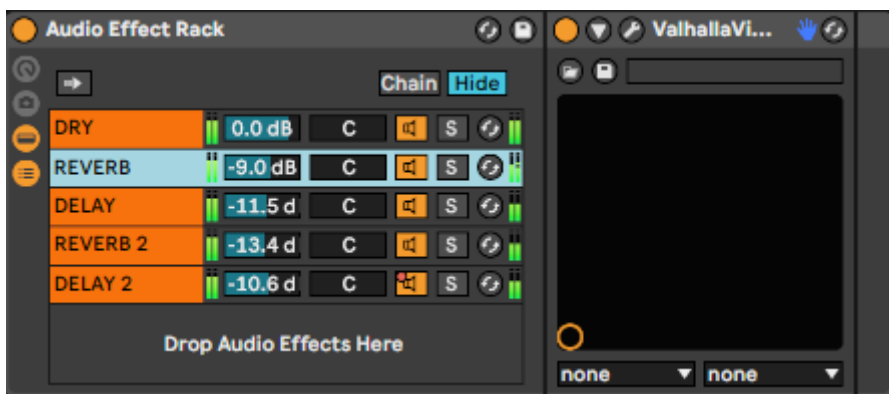 Audio Effect Rack
Chain Hide
DRY 0.0 dB C S
REVERB -9.0 dB C S
DELAY -11.5 d C S
REVERB 2 -13.4 d C S
DELAY 2 -10.6 d C S
Drop Audio Effects Here
ValhallaVi...
none none